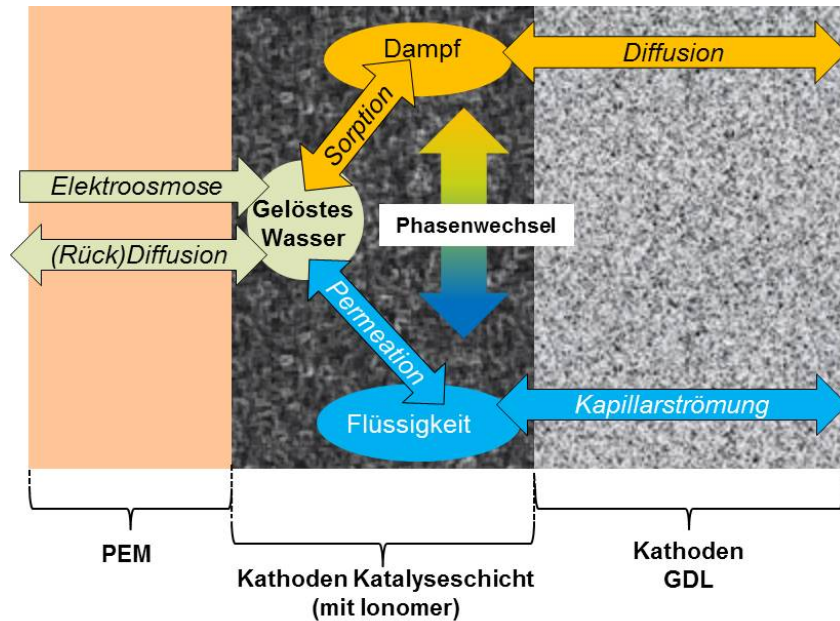 Dampf
Diffusion
Sorption
Elektroosmose
Gelöstes
Wasser
Phasenwechsel
(Rück)Diffusion
Permeation
Flüssigkeit
Kapillarströmung
PEM
Kathoden Katalyseschicht
(mit Ionomer)
Kathoden
GDL